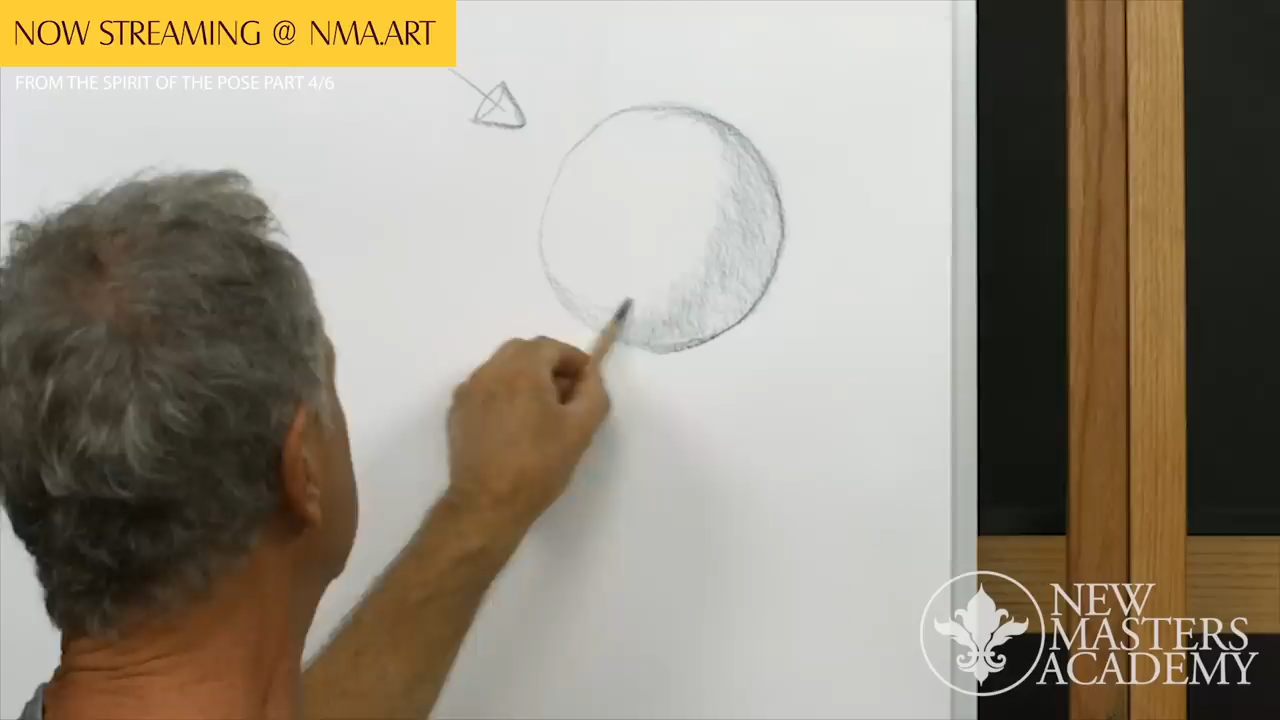 NOW STREAMING @ NMA.ART
FROM THE SPIRIT OF THE POSE PART 4/6
NEW
MASTERS
ACADEMY